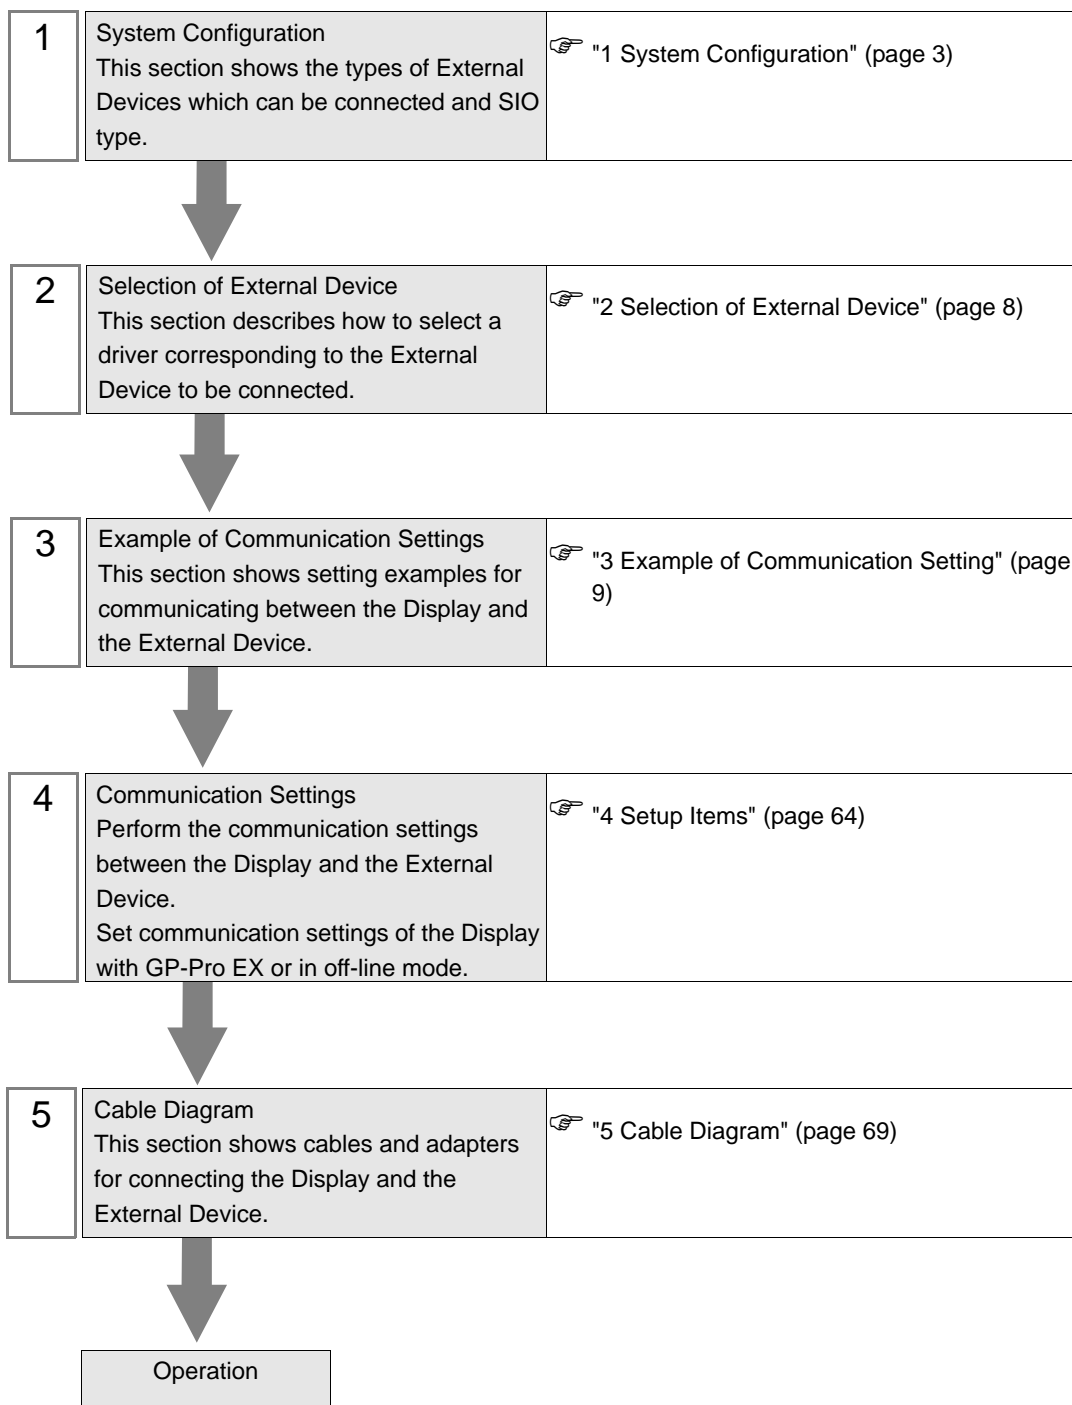 1
System Configuration
This section shows the types of External
Devices which can be connected and SIO
type.
"1 System Configuration" (page 3)
2
Selection of External Device
This section describes how to select a
driver corresponding to the External
Device to be connected.
"2 Selection of External Device" (page 8)
3
Example of Communication Settings
This section shows setting examples for
communicating between the Display and
the External Device.
"3 Example of Communication Setting" (page
9)
4
Communication Settings
Perform the communication settings
between the Display and the External
Device.
Set communication settings of the Display
with GP-Pro EX or in off-line mode.
"4 Setup Items" (page 64)
5
Cable Diagram
This section shows cables and adapters
for connecting the Display and the
External Device.
"5 Cable Diagram" (page 69)
Operation